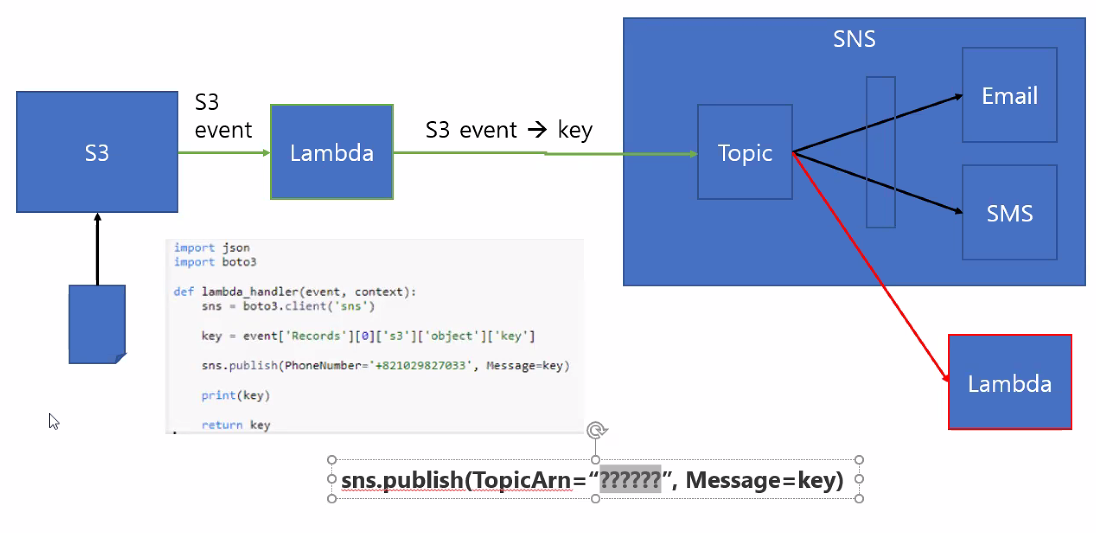 SNS
S3
S3
event
Lambda
S3 event → key
Topic
Email
SMS
Lambda
import json
import boto3
def lambda_handler(event, context):
sns = boto3.client('sns')
key = event['Records'][0]['s3']['object']['key']
sns.publish(PhoneNumber='+821029827033', Message=key)
print(key)
return key
sns.publish(TopicArn=“??????”, Message=key)